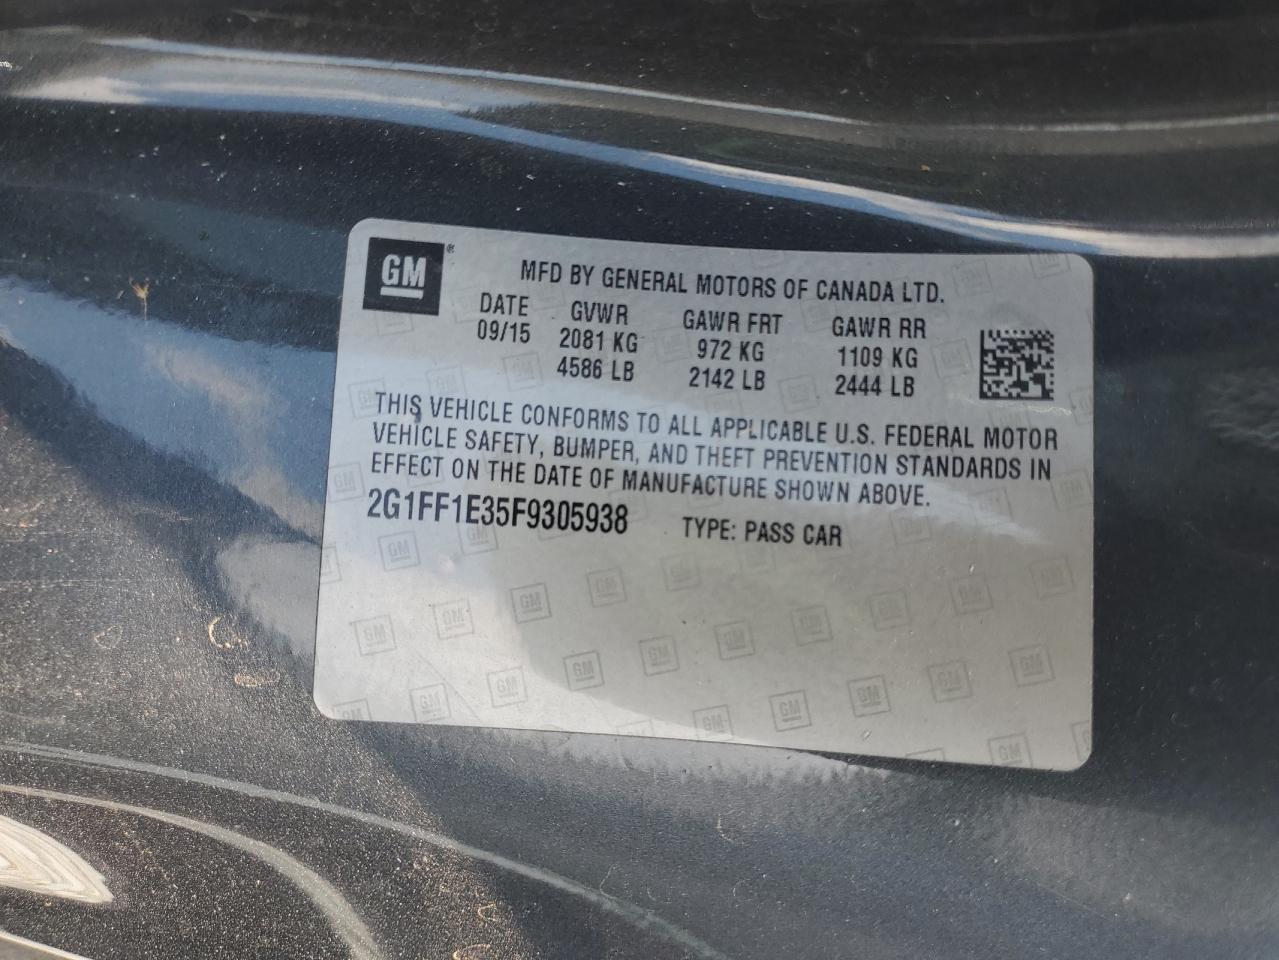 GM ®
MFD BY GENERAL MOTORS OF CANADA LTD.
DATE GVWR GAWR FRT GAWR RR
09/15 2081 KG 972 KG 1109 KG
4586 LB 2142 LB 2444 LB
THIS VEHICLE CONFORMS TO ALL APPLICABLE U.S. FEDERAL MOTOR
VEHICLE SAFETY, BUMPER, AND THEFT PREVENTION STANDARDS IN
EFFECT ON THE DATE OF MANUFACTURE SHOWN ABOVE.
2G1FF1E35F9305938 TYPE: PASS CAR